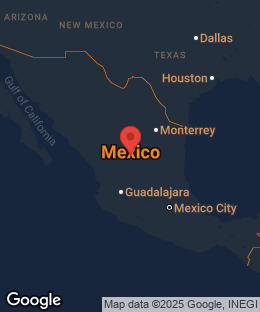 ARIZONA
NEW MEXICO
Dallas
TEXAS
Houston
Gulf of California
Monterrey
Mexico
Guadalajara
Mexico City
Google
Map data ©2025 Google, INEGI